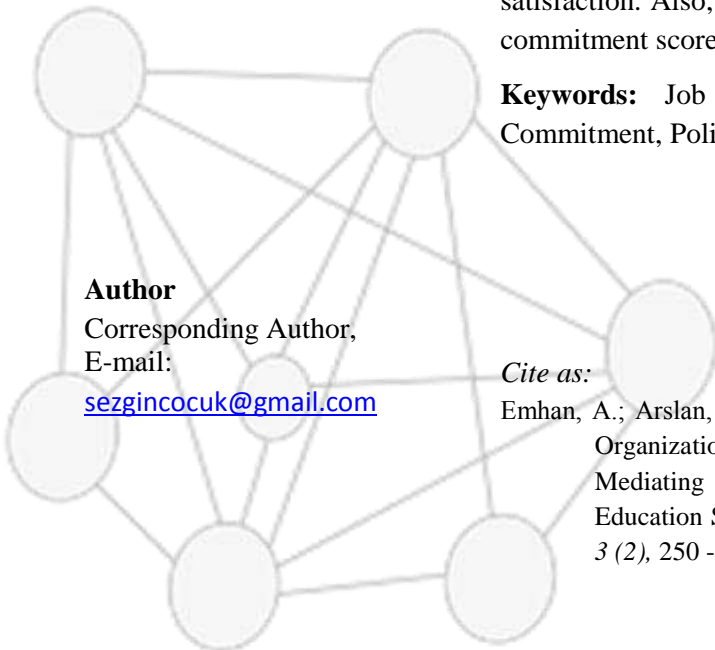 satisfaction. Also,
commitment score
Keywords: Job
Commitment, Poli
Author
Corresponding Author,
E-mail:
sezgincocuk@gmail.com
Cite as:
Emhan, A.; Arslan,
Organizatio
Mediating
Education S
3 (2), 250 -